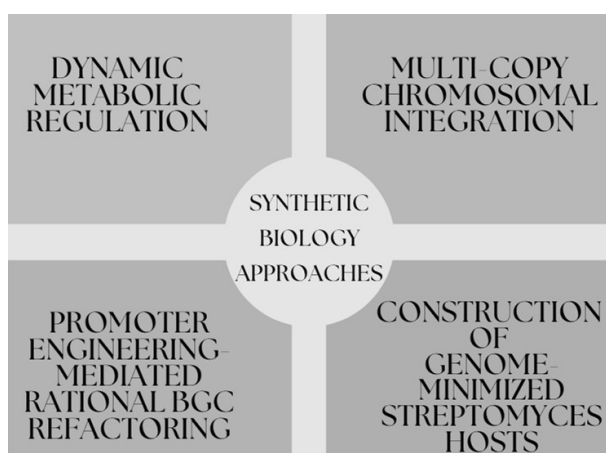 DYNAMIC
METABOLIC
REGULATION
MULTI-COPY
CHROMOSOMAL
INTEGRATION
SYNTHETIC
BIOLOGY
APPROACHES
PROMOTER
ENGINEERING-
MEDIATED
RATIONAL BGC
REFACTORING
CONSTRUCTION
OF
GENOME-
MINIMIZED
STREPTOMYCES
HOSTS